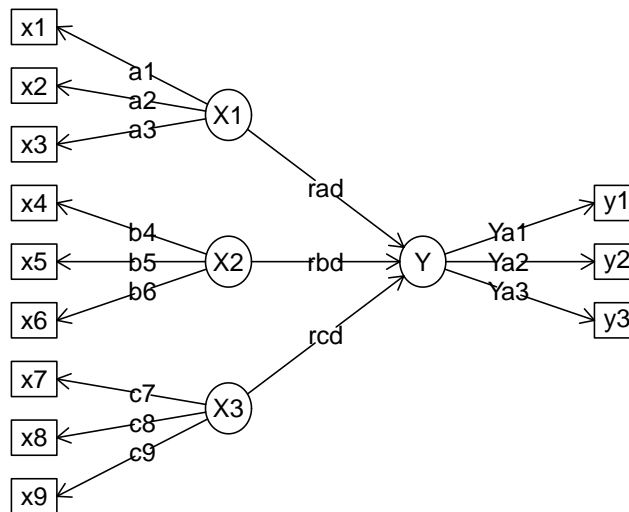 x1
x2
x3
x4
x5
x6
x7
x8
x9
a1
a2
a3
b4
b5
b6
c7
c8
c9
X1
X2
X3
rad
rbd
rcd
Y
Ya1
Ya2
Ya3
y1
y2
y3